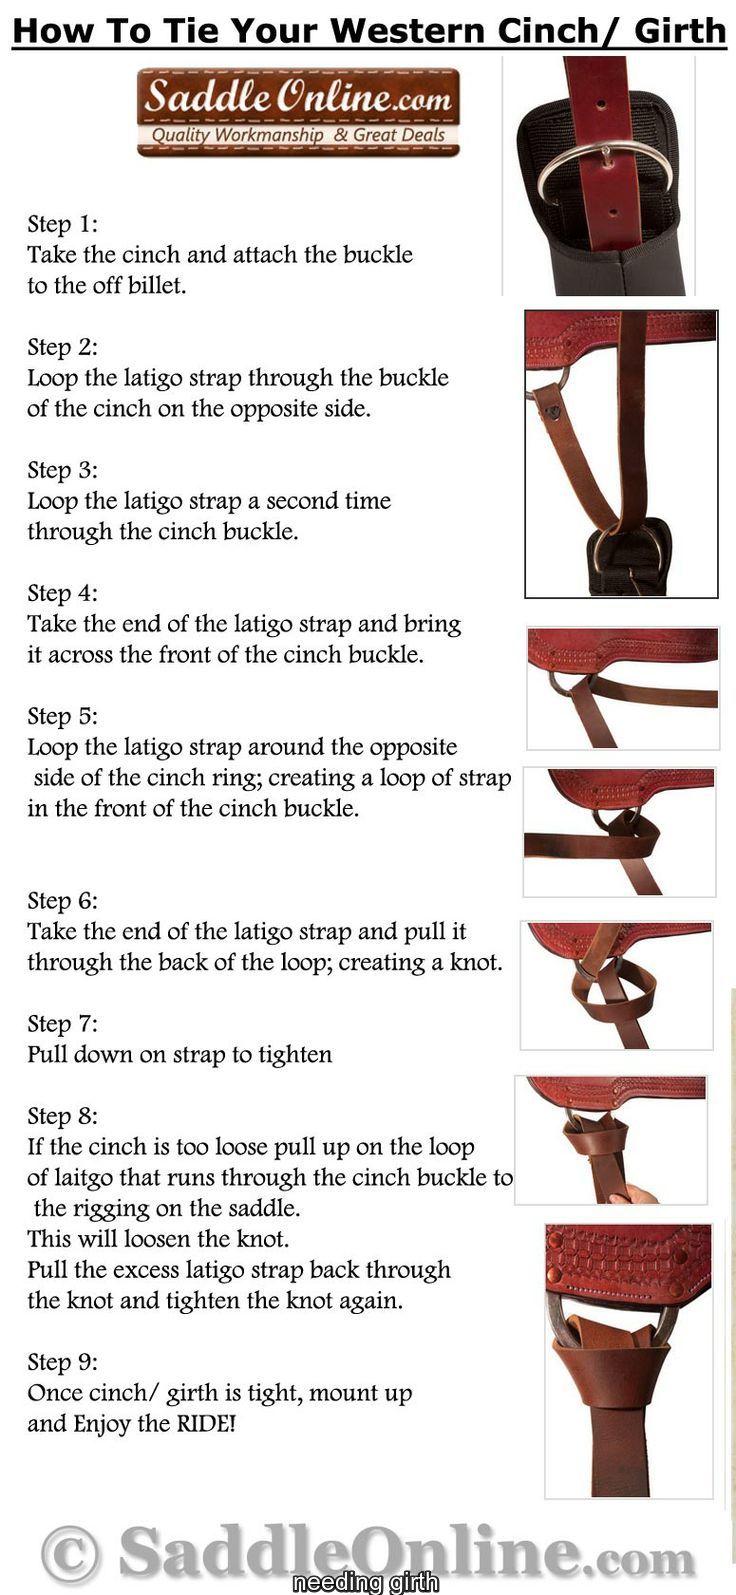 How To Tie Your Western Cinch/ Girth
SaddleOnline.com
Quality Workmanship & Great Deals
Step 1:
Take the cinch and attach the buckle
to the off billet.
Step 2:
Loop the latigo strap through the buckle
of the cinch on the opposite side.
Step 3:
Loop the latigo strap a second time
through the cinch buckle.
Step 4:
Take the end of the latigo strap and bring
it across the front of the cinch buckle.
Step 5:
Loop the latigo strap around the opposite
side of the cinch ring; creating a loop of strap
in the front of the cinch buckle.
Step 6:
Take the end of the latigo strap and pull it
through the back of the loop; creating a knot.
Step 7:
Pull down on strap to tighten
Step 8:
If the cinch is too loose pull up on the loop
of laitgo that runs through the cinch buckle to
the rigging on the saddle.
This will loosen the knot.
Pull the excess latigo strap back through
the knot and tighten the knot again.
Step 9:
Once cinch/ girth is tight, mount up
and Enjoy the RIDE!
© SaddleOnline.com
needing girth